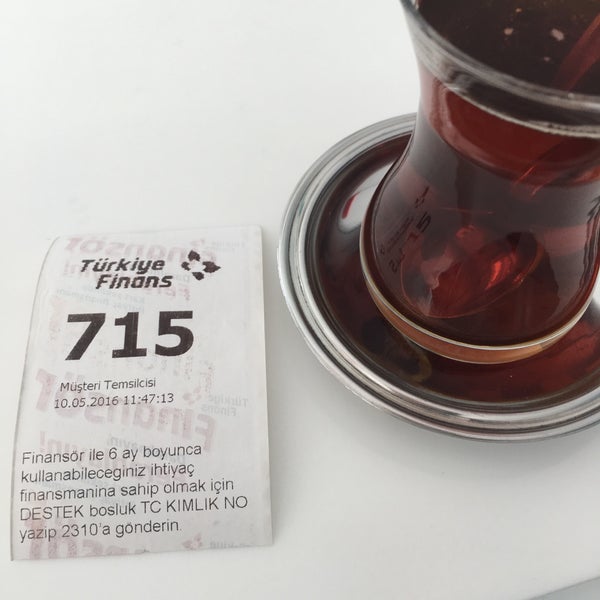 Türkiye
Finans
715
Müşteri Temsilcisi
10.05.2016 11:47:13
Finansör ile 6 ay boyunca
kullanabileceginiz ihtiyaç
finansmanina sahip olmak için
DESTEK bosluk TC KIMLIK NO
yazip 2310'a gönderin.